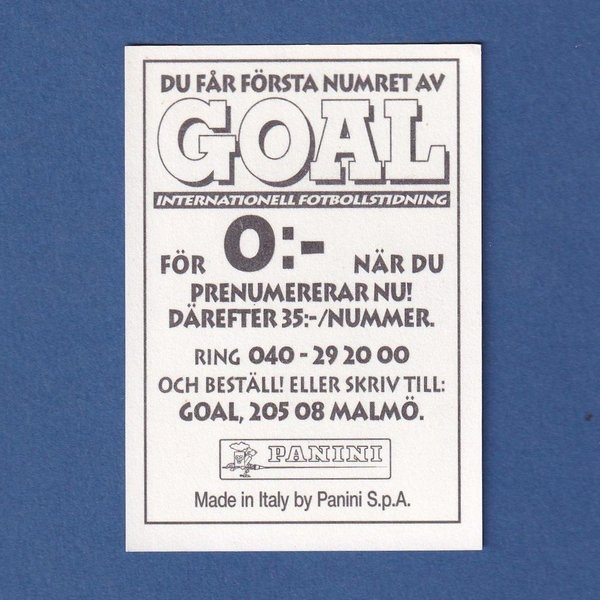 DU FÅR FÖRSTA NUMRET AV
GOAL
INTERNATIONELL FOTBOLLSTIDNING
FÖR 0:- NÄR DU
PRENUMERERAR NU!
DÄREFTER 35:-/NUMMER.
RING 040 - 29 20 00
OCH BESTÄLL! ELLER SKRIV TILL:
GOAL, 205 08 MALMÖ.
PANINI
Made in Italy by Panini S.p.A.